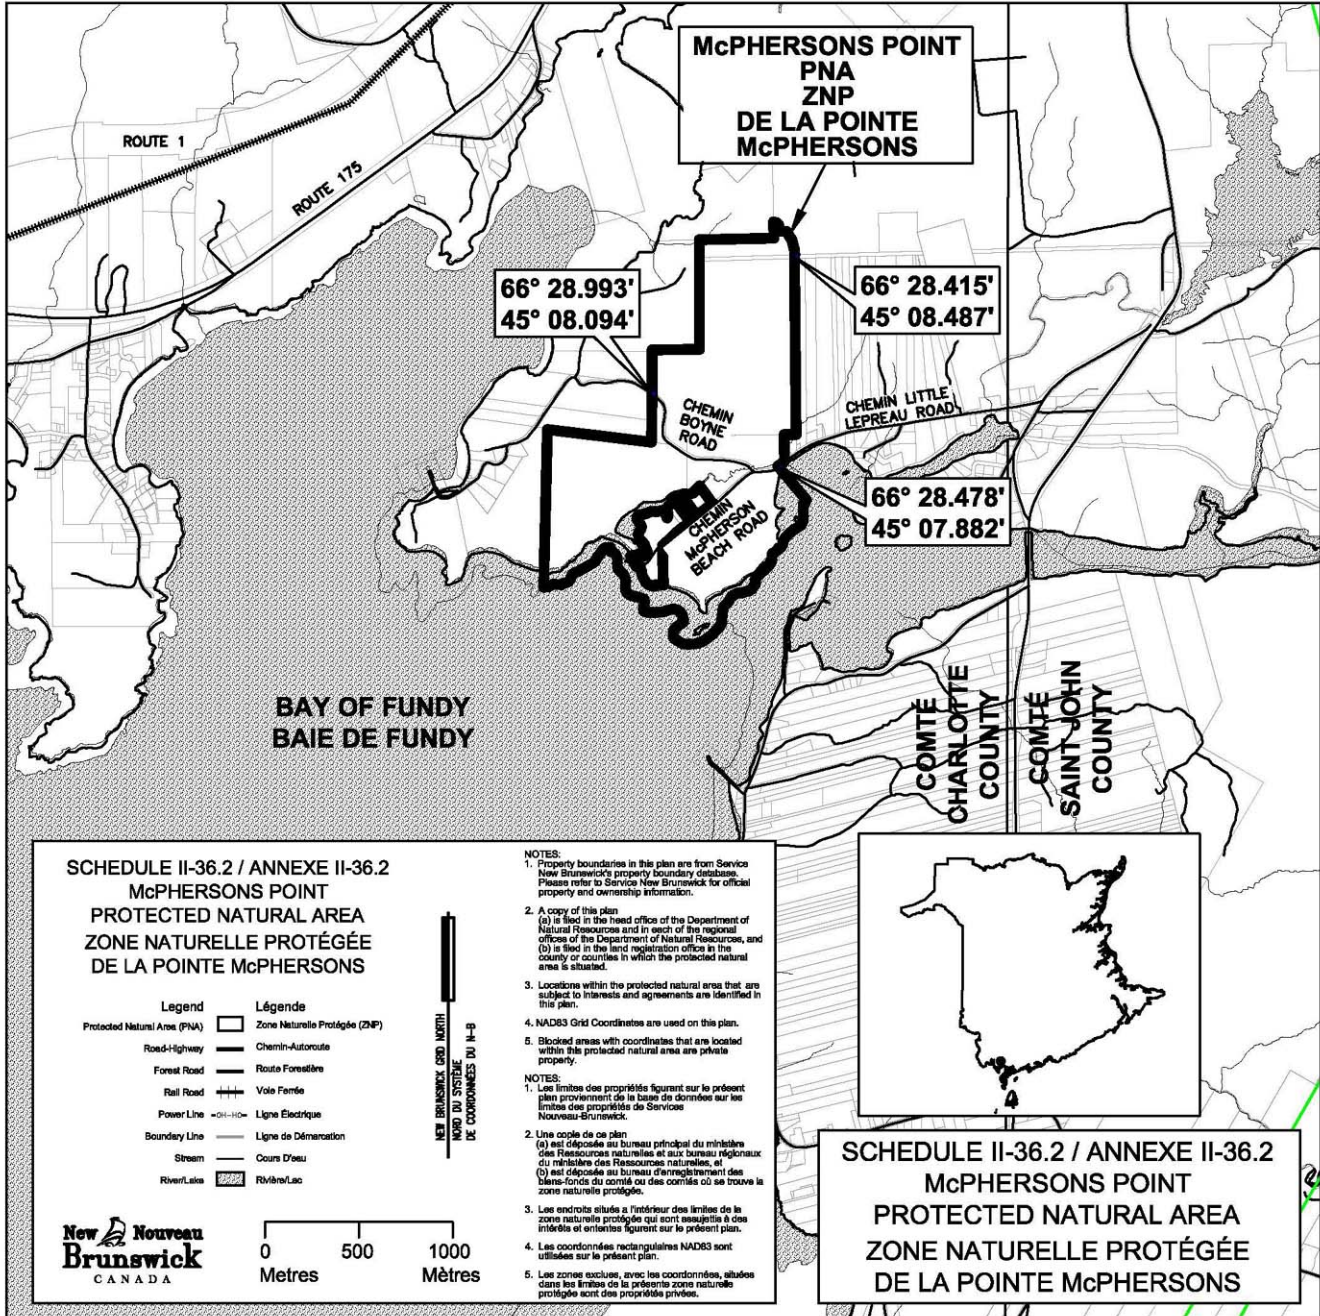 McPHERSONS POINT
PNA
ZNP
DE LA POINTE
McPHERSONS
ROUTE 1
ROUTE 175
66° 28.993'
45° 08.094'
66° 28.415'
45° 08.487'
CHEMIN
BOYNE
ROAD
CHEMIN LITTLE
LEPREAU ROAD
66° 28.478'
45° 07.882'
CHEMIN
McPHERSON
BEACH ROAD
BAY OF FUNDY
BAIE DE FUNDY
COMTÉ
CHARLOTTE
COUNTY
COMTÉ
SAINT JOHN
COUNTY
SCHEDULE II-36.2 / ANNEXE II-36.2
McPHERSONS POINT
PROTECTED NATURAL AREA
ZONE NATURELLE PROTÉGÉE
DE LA POINTE McPHERSONS
Legend Légende
Protected Natural Area (PNA) Zone Naturelle Protégée (ZNP)
Road-Highway Chemin-Autoroute
Forest Road Route Forestière
Rail Road Voie Ferrée
Power Line -OH-HO- Ligne Électrique
Boundary Line Ligne de Démarcation
Stream Cours D'eau
River/Lake Rivière/Lac
NEW BRUNSWICK GRID NORTH
NORD DU SYSTÈME
DE COORDONNÉES DU N-B
New Nouveau
Brunswick
CANADA
0 500 1000
Metres Mètres
NOTES:
1. Property boundaries in this plan are from Service
New Brunswick's property boundary database.
Please refer to Service New Brunswick for official
property and ownership information.
2. A copy of this plan
(a) is filed in the head office of the Department of
Natural Resources and in each of the regional
offices of the Department of Natural Resources, and
(b) is filed in the land registration office in the
county or counties in which the protected natural
area is situated.
3. Locations within the protected natural area that are
subject to interests and agreements are identified in
this plan.
4. NAD83 Grid Coordinates are used on this plan.
5. Blocked areas with coordinates that are located
within this protected natural area are private
property.
NOTES:
1. Les limites des propriétés figurant sur le présent
plan proviennent de la base de données sur les
limites des propriétés de Services
Nouveau-Brunswick.
2. Une copie de ce plan
(a) est déposée au bureau principal du ministère
des Ressources naturelles et aux bureau régionaux
du ministère des Ressources naturelles, et
(b) est déposée au bureau d'enregistrement des
biens-fonds du comté ou des comtés où se trouve la
zone naturelle protégée.
3. Les endroits situés a l'intérieur des limites de la
zone naturelle protégée qui sont assujettis à des
intérêts et ententes figurent sur le présent plan.
4. Les coordonnées rectangulaires NAD83 sont
utilisées sur le présent plan.
5. Les zones exclues, avec les coordonnées, situées
dans les limites de la présente zone naturelle
protégée sont des propriétés privées.
SCHEDULE II-36.2 / ANNEXE II-36.2
McPHERSONS POINT
PROTECTED NATURAL AREA
ZONE NATURELLE PROTÉGÉE
DE LA POINTE McPHERSONS